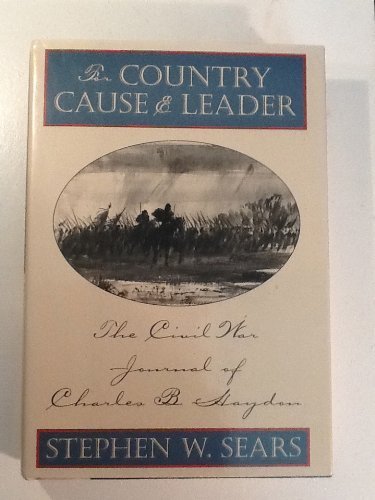 For COUNTRY
CAUSE & LEADER
The Civil War
Journal of
Charles B. Haydon
STEPHEN W. SEARS